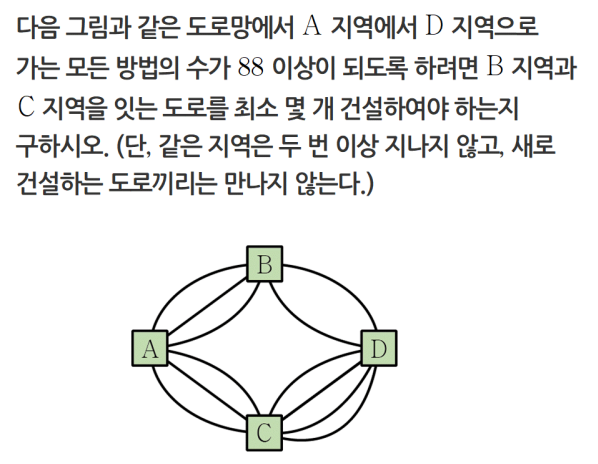 다음 그림과 같은 도로망에서 A 지역에서 D 지역으로
가는 모든 방법의 수가 88 이상이 되도록 하려면 B 지역과
C 지역을 잇는 도로를 최소 몇 개 건설하여야 하는지
구하시오. (단, 같은 지역은 두 번 이상 지나지 않고, 새로
건설하는 도로끼리는 만나지 않는다.)
B
A
D
C